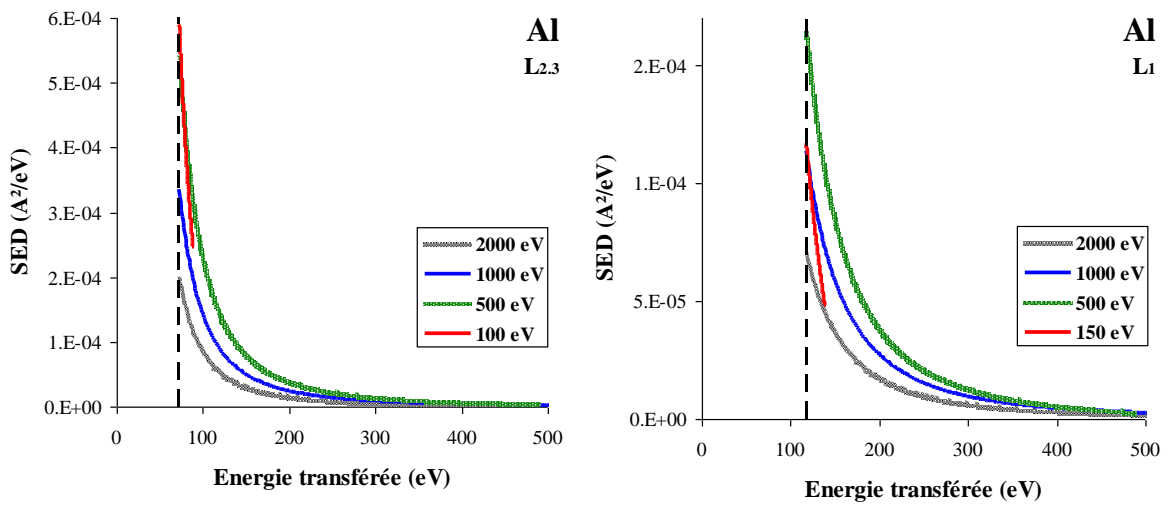 Al
L2.3
6.E-04
5.E-04
4.E-04
3.E-04
2.E-04
1.E-04
0.E+00
SED (A²/eV)
2000 eV
1000 eV
500 eV
100 eV
0 100 200 300 400 500
Energie transférée (eV)
Al
L1
2.E-04
1.E-04
5.E-05
0.E+00
SED (A²/eV)
2000 eV
1000 eV
500 eV
150 eV
0 100 200 300 400 500
Energie transférée (eV)